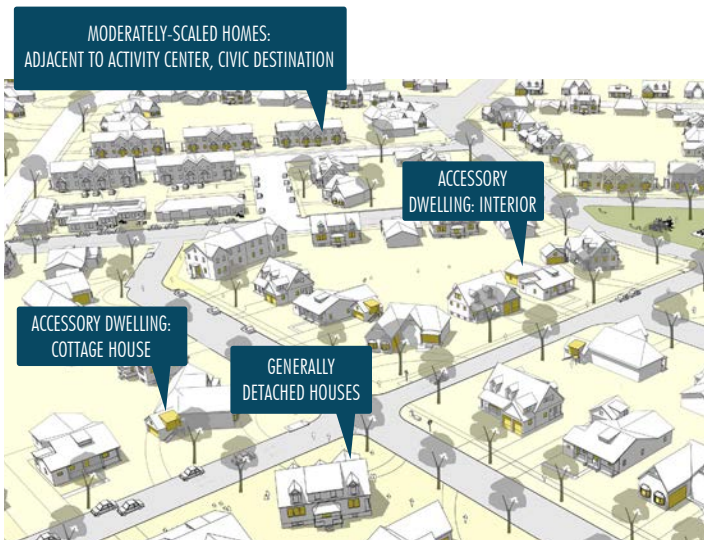 MODERATELY-SCALED HOMES:
ADJACENT TO ACTIVITY CENTER, CIVIC DESTINATION
ACCESSORY
DWELLING: INTERIOR
ACCESSORY DWELLING:
COTTAGE HOUSE
GENERALLY
DETACHED HOUSES